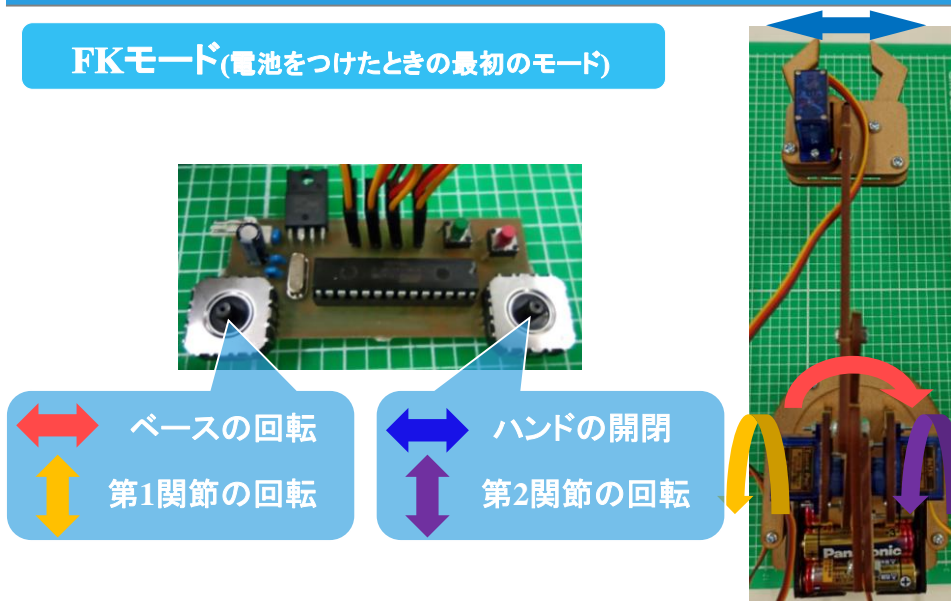 FKモード(電池をつけたときの最初のモード)
ベースの回転
第1関節の回転
ハンドの開閉
第2関節の回転
Panasonic